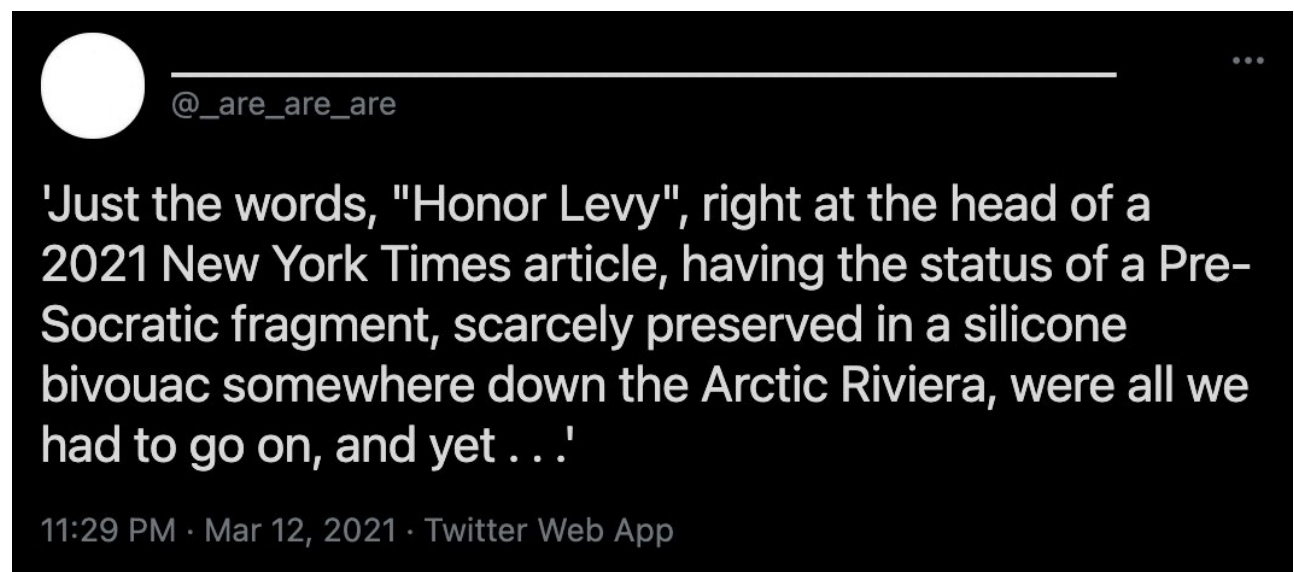 @_are_are_are
'Just the words, "Honor Levy", right at the head of a
2021 New York Times article, having the status of a Pre-
Socratic fragment, scarcely preserved in a silicone
bivouac somewhere down the Arctic Riviera, were all we
had to go on, and yet . . .'
11:29 PM · Mar 12, 2021 · Twitter Web App